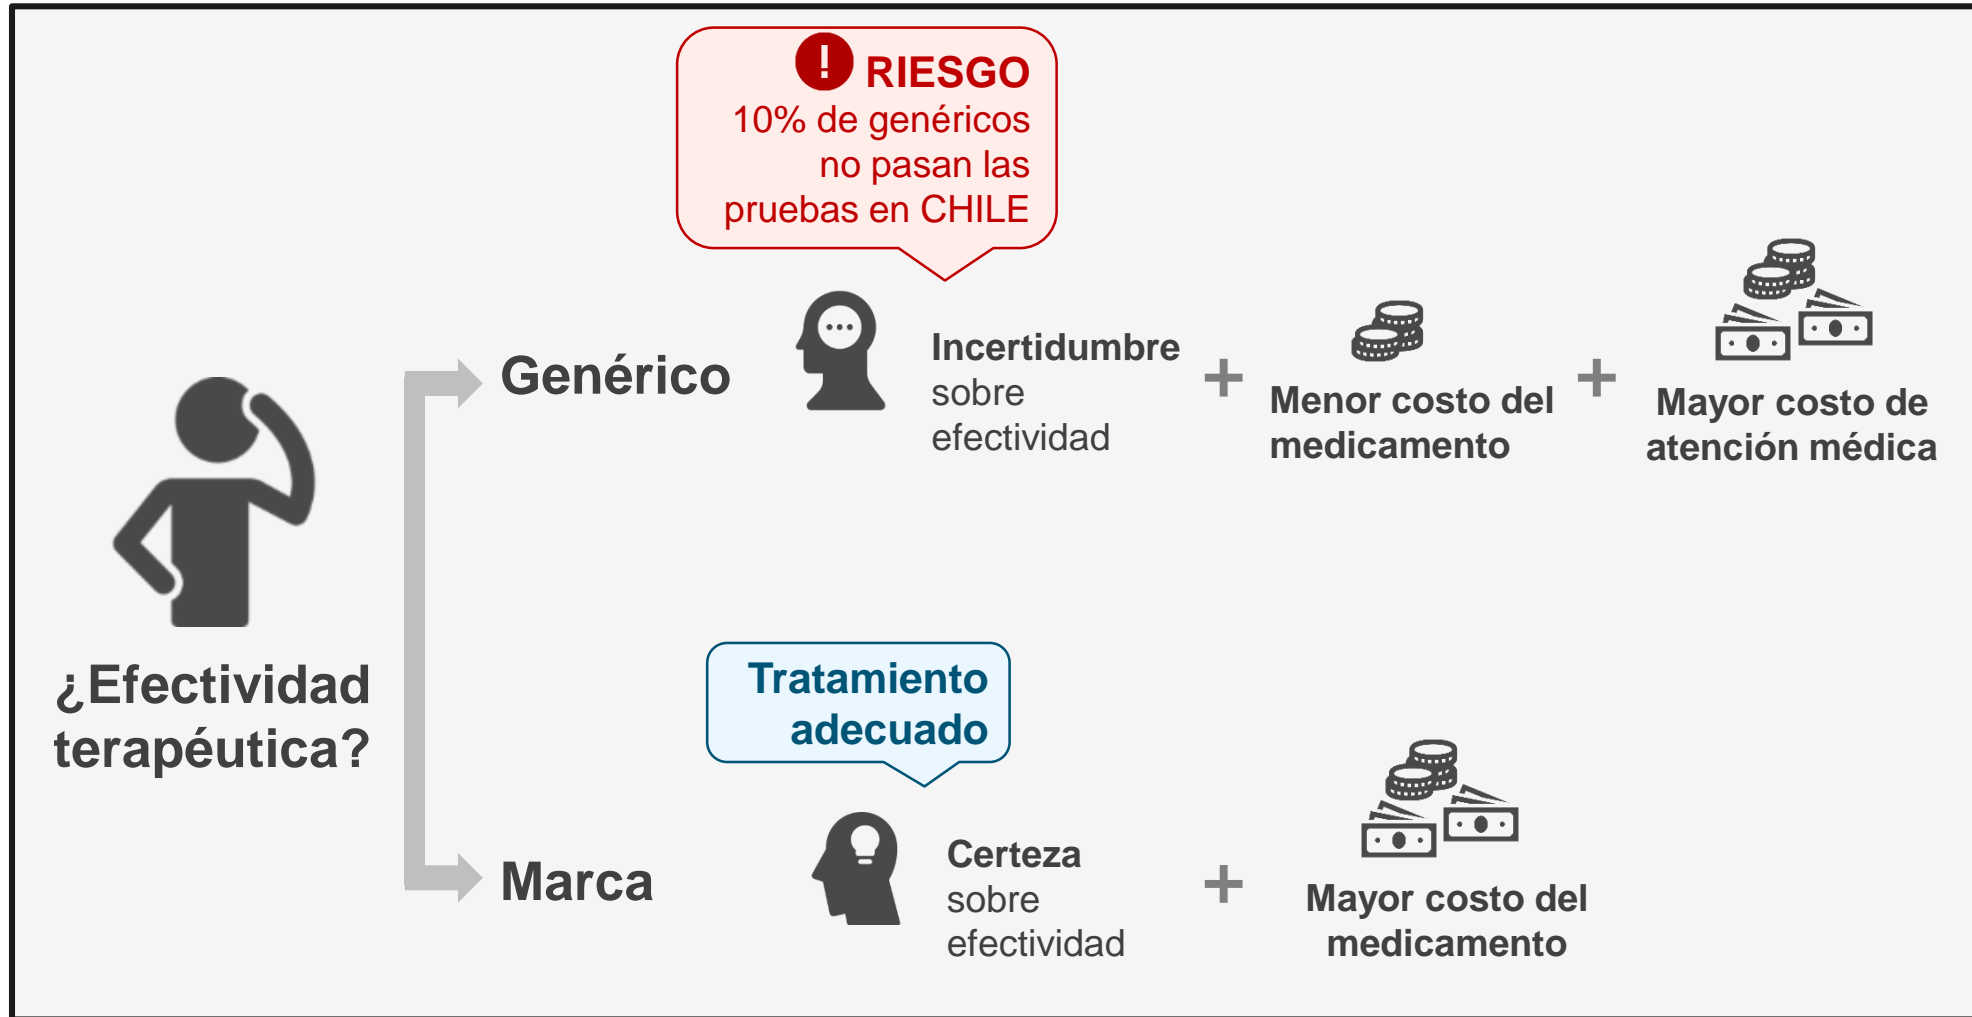 ! RIESGO
10% de genéricos
no pasan las
pruebas en CHILE
Genérico
Incertidumbre
sobre
efectividad
+
Menor costo del
medicamento
+
Mayor costo de
atención médica
¿Efectividad
terapéutica?
Tratamiento
adecuado
Marca
Certeza
sobre
efectividad
+
Mayor costo del
medicamento